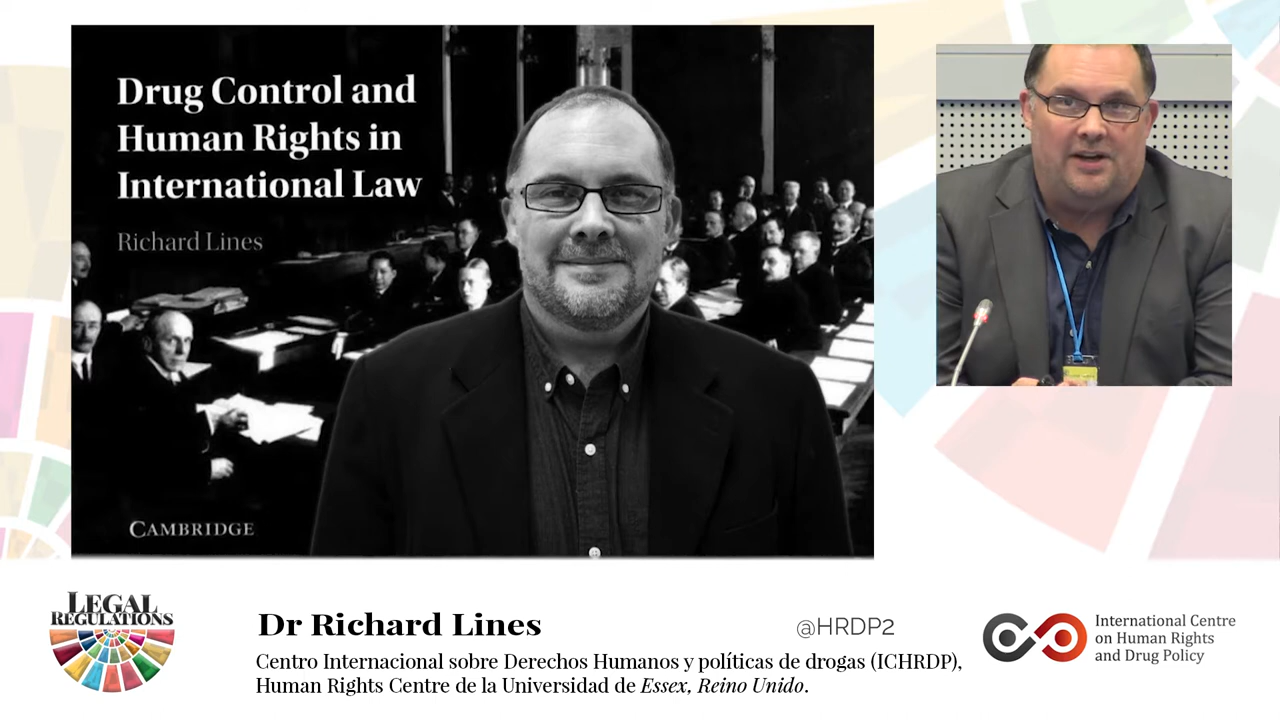 Drug Control and
Human Rights in
International Law
Richard Lines
CAMBRIDGE
LEGAL
REGULATIONS
Dr Richard Lines
@HRDP2
Centro Internacional sobre Derechos Humanos y políticas de drogas (ICHRDP),
Human Rights Centre de la Universidad de Essex, Reino Unido.
International Centre
on Human Rights
and Drug Policy